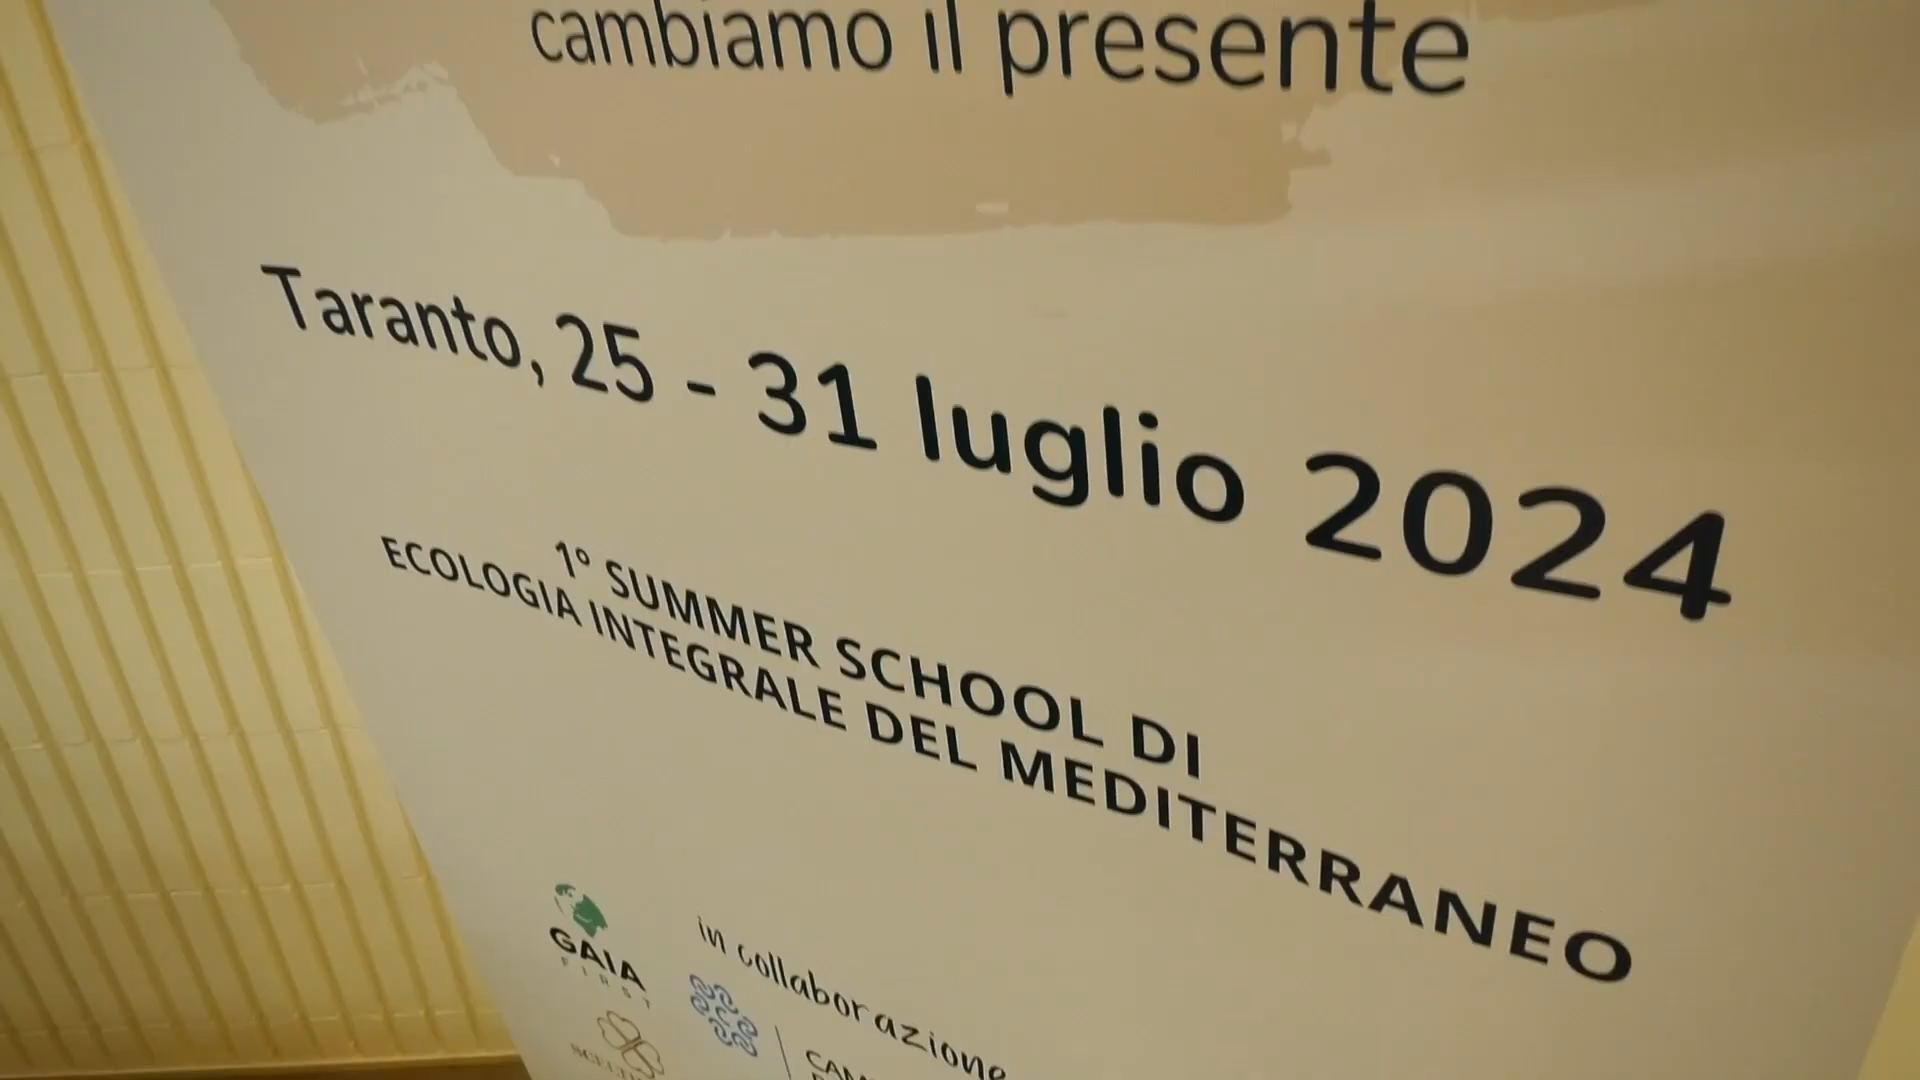 cambiamo il presente
Taranto, 25 - 31 luglio 2024
1° SUMMER SCHOOL DI
ECOLOGIA INTEGRALE DEL MEDITERRANEO
GAIA
FIRST
in collaborazione